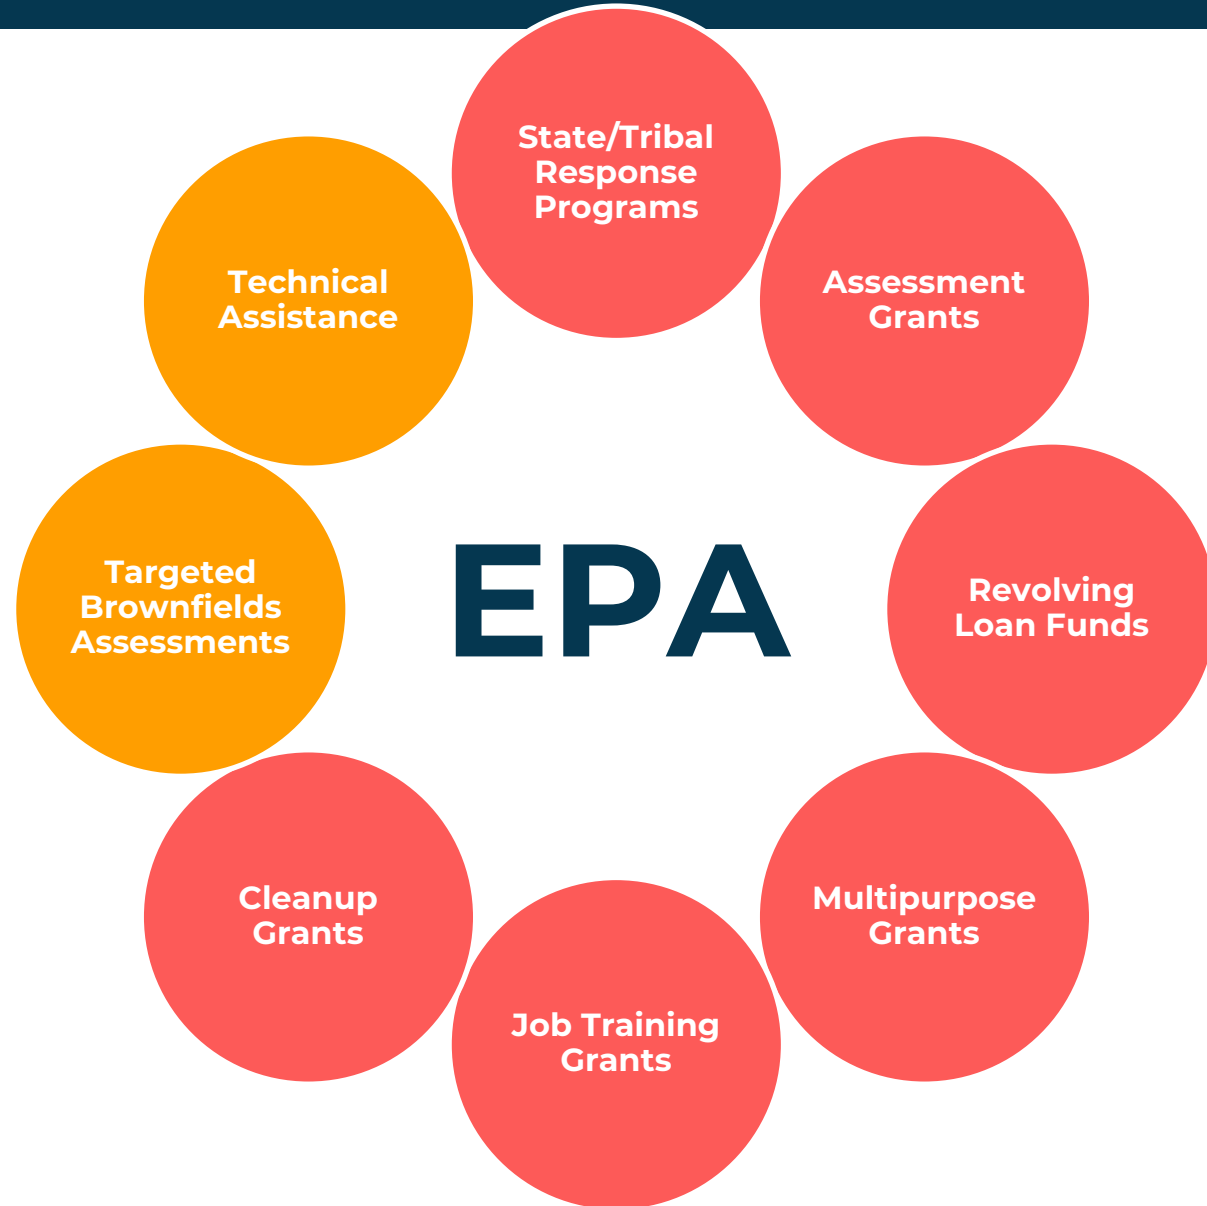 State/Tribal
Response
Programs
Assessment
Grants
Revolving
Loan Funds
Multipurpose
Grants
Job Training
Grants
Cleanup
Grants
Targeted
Brownfields
Assessments
Technical
Assistance
EPA